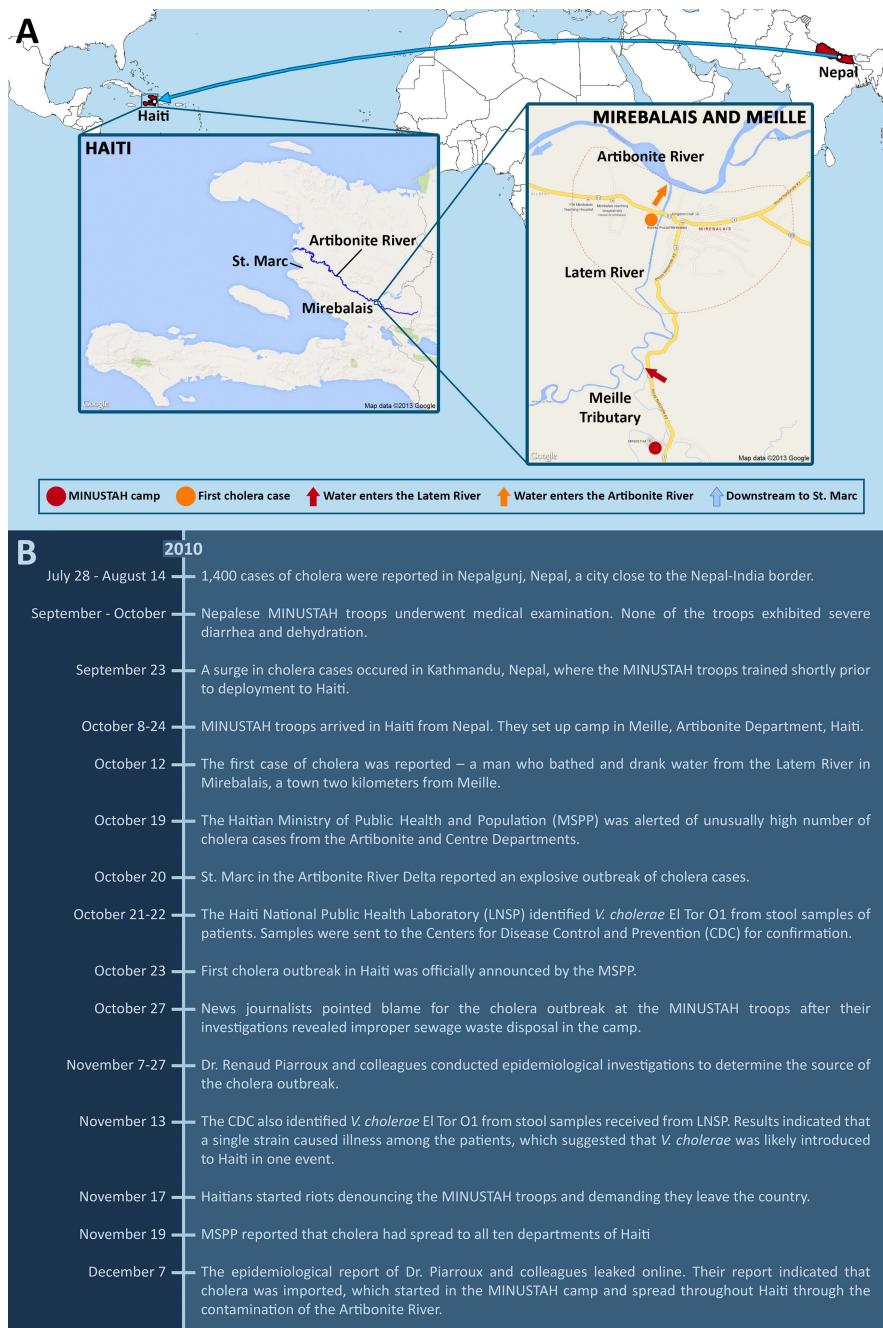 A
Nepal
Haiti
HAITI
Artibonite River
St. Marc
Mirebalais
Google
Map data ©2013 Google
MIREBALAIS AND MEILLE
Artibonite River
MIREBALAIS
Latem River
Meille
Tributary
Google
Map data ©2013 Google
MINUSTAH camp
First cholera case
Water enters the Latem River
Water enters the Artibonite River
Downstream to St. Marc
B
2010
July 28 - August 14
1,400 cases of cholera were reported in Nepalgunj, Nepal, a city close to the Nepal-India border.
September - October
Nepalese MINUSTAH troops underwent medical examination. None of the troops exhibited severe
diarrhea and dehydration.
September 23
A surge in cholera cases occured in Kathmandu, Nepal, where the MINUSTAH troops trained shortly prior
to deployment to Haiti.
October 8-24
MINUSTAH troops arrived in Haiti from Nepal. They set up camp in Meille, Artibonite Department, Haiti.
October 12
The first case of cholera was reported – a man who bathed and drank water from the Latem River in
Mirebalais, a town two kilometers from Meille.
October 19
The Haitian Ministry of Public Health and Population (MSPP) was alerted of unusually high number of
cholera cases from the Artibonite and Centre Departments.
October 20
St. Marc in the Artibonite River Delta reported an explosive outbreak of cholera cases.
October 21-22
The Haiti National Public Health Laboratory (LNSP) identified V. cholerae El Tor O1 from stool samples of
patients. Samples were sent to the Centers for Disease Control and Prevention (CDC) for confirmation.
October 23
First cholera outbreak in Haiti was officially announced by the MSPP.
October 27
News journalists pointed blame for the cholera outbreak at the MINUSTAH troops after their
investigations revealed improper sewage waste disposal in the camp.
November 7-27
Dr. Renaud Piarroux and colleagues conducted epidemiological investigations to determine the source of
the cholera outbreak.
November 13
The CDC also identified V. cholerae El Tor O1 from stool samples received from LNSP. Results indicated that
a single strain caused illness among the patients, which suggested that V. cholerae was likely introduced
to Haiti in one event.
November 17
Haitians started riots denouncing the MINUSTAH troops and demanding they leave the country.
November 19
MSPP reported that cholera had spread to all ten departments of Haiti
December 7
The epidemiological report of Dr. Piarroux and colleagues leaked online. Their report indicated that
cholera was imported, which started in the MINUSTAH camp and spread throughout Haiti through the
contamination of the Artibonite River.